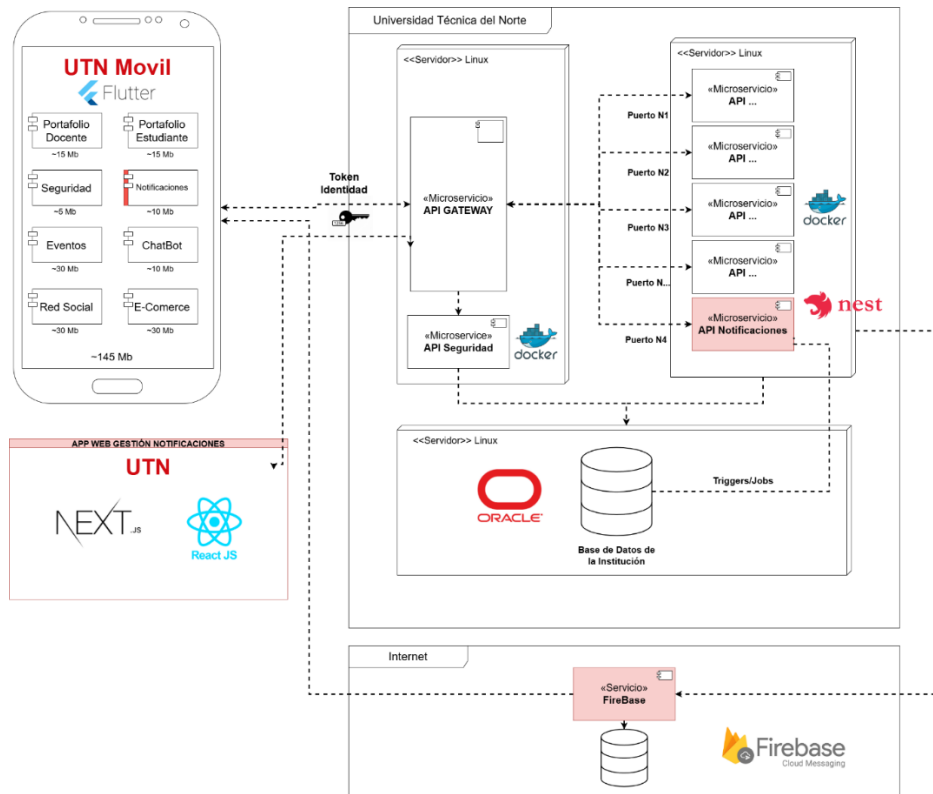 UTN Movil
Flutter
Portafolio
Docente
~15 Mb
Portafolio
Estudiante
~15 Mb
Seguridad
~5 Mb
Notificaciones
~10 Mb
Eventos
~30 Mb
ChatBot
~10 Mb
Red Social
~30 Mb
E-Comerce
~30 Mb
~145 Mb
APP WEB GESTIÓN NOTIFICACIONES
UTN
NEXT.JS
React JS
Token
Identidad
Universidad Técnica del Norte
<<Servidor>> Linux
«Microservicio»
API GATEWAY
«Microservice»
API Seguridad
docker
<<Servidor>> Linux
«Microservicio»
API ...
Puerto N1
«Microservicio»
API ...
Puerto N2
«Microservicio»
API ...
Puerto N3
docker
«Microservicio»
API ...
Puerto N...
nest
«Microservicio»
API Notificaciones
Puerto N4
<<Servidor>> Linux
ORACLE
Triggers/Jobs
Base de Datos de
la Institución
Internet
«Servicio»
FireBase
Firebase
Cloud Messaging